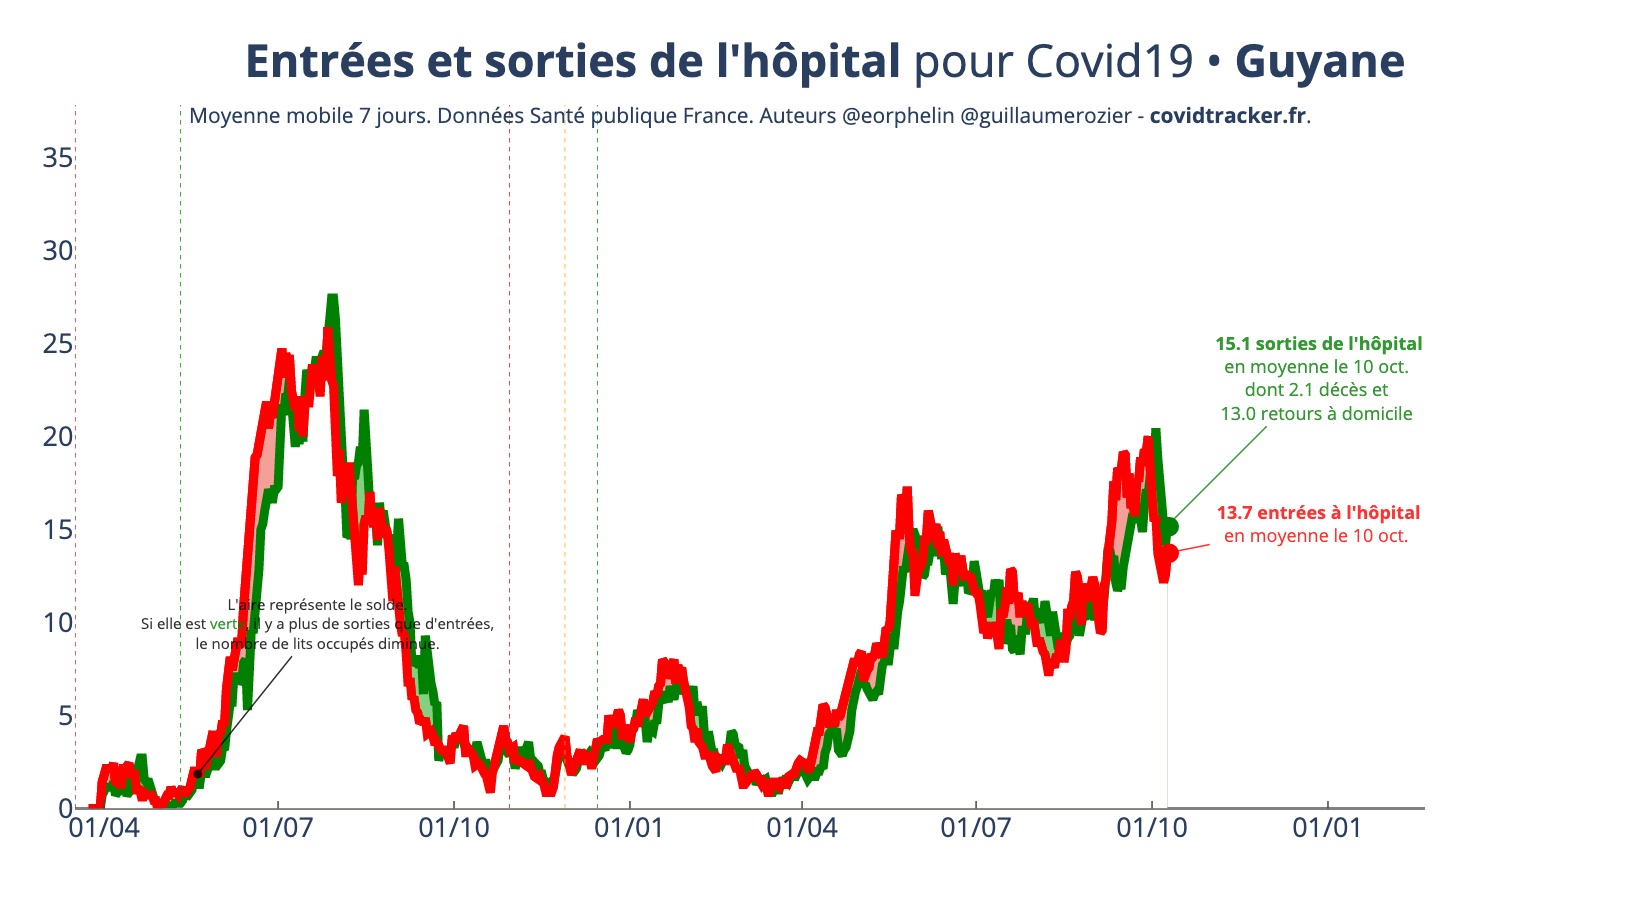 Entrées et sorties de l'hôpital pour Covid19 • Guyane
Moyenne mobile 7 jours. Données Santé publique France. Auteurs @eorphelin @guillaumerozier - covidtracker.fr.
35
30
25
20
15
10
5
0
15.1 sorties de l'hôpital
en moyenne le 10 oct.
dont 2.1 décès et
13.0 retours à domicile
13.7 entrées à l'hôpital
en moyenne le 10 oct.
L'aire représente le solde.
Si elle est verte, il y a plus de sorties que d'entrées,
le nombre de lits occupés diminue.
01/04 01/07 01/10 01/01 01/04 01/07 01/10 01/01